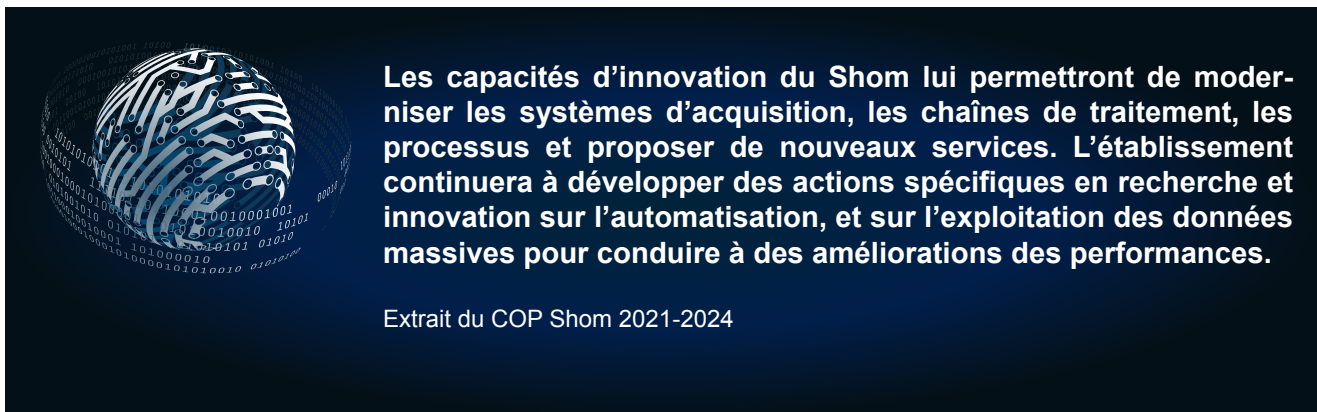 Les capacités d’innovation du Shom lui permettront de moder-
niser les systèmes d’acquisition, les chaînes de traitement, les
processus et proposer de nouveaux services. L’établissement
continuera à développer des actions spécifiques en recherche et
innovation sur l’automatisation, et sur l’exploitation des données
massives pour conduire à des améliorations des performances.
Extrait du COP Shom 2021-2024